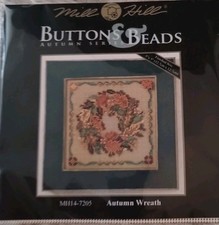 Mill Hill
BUTTONS & BEADS
AUTUMN SERIES
MH14-7205 Autumn Wreath